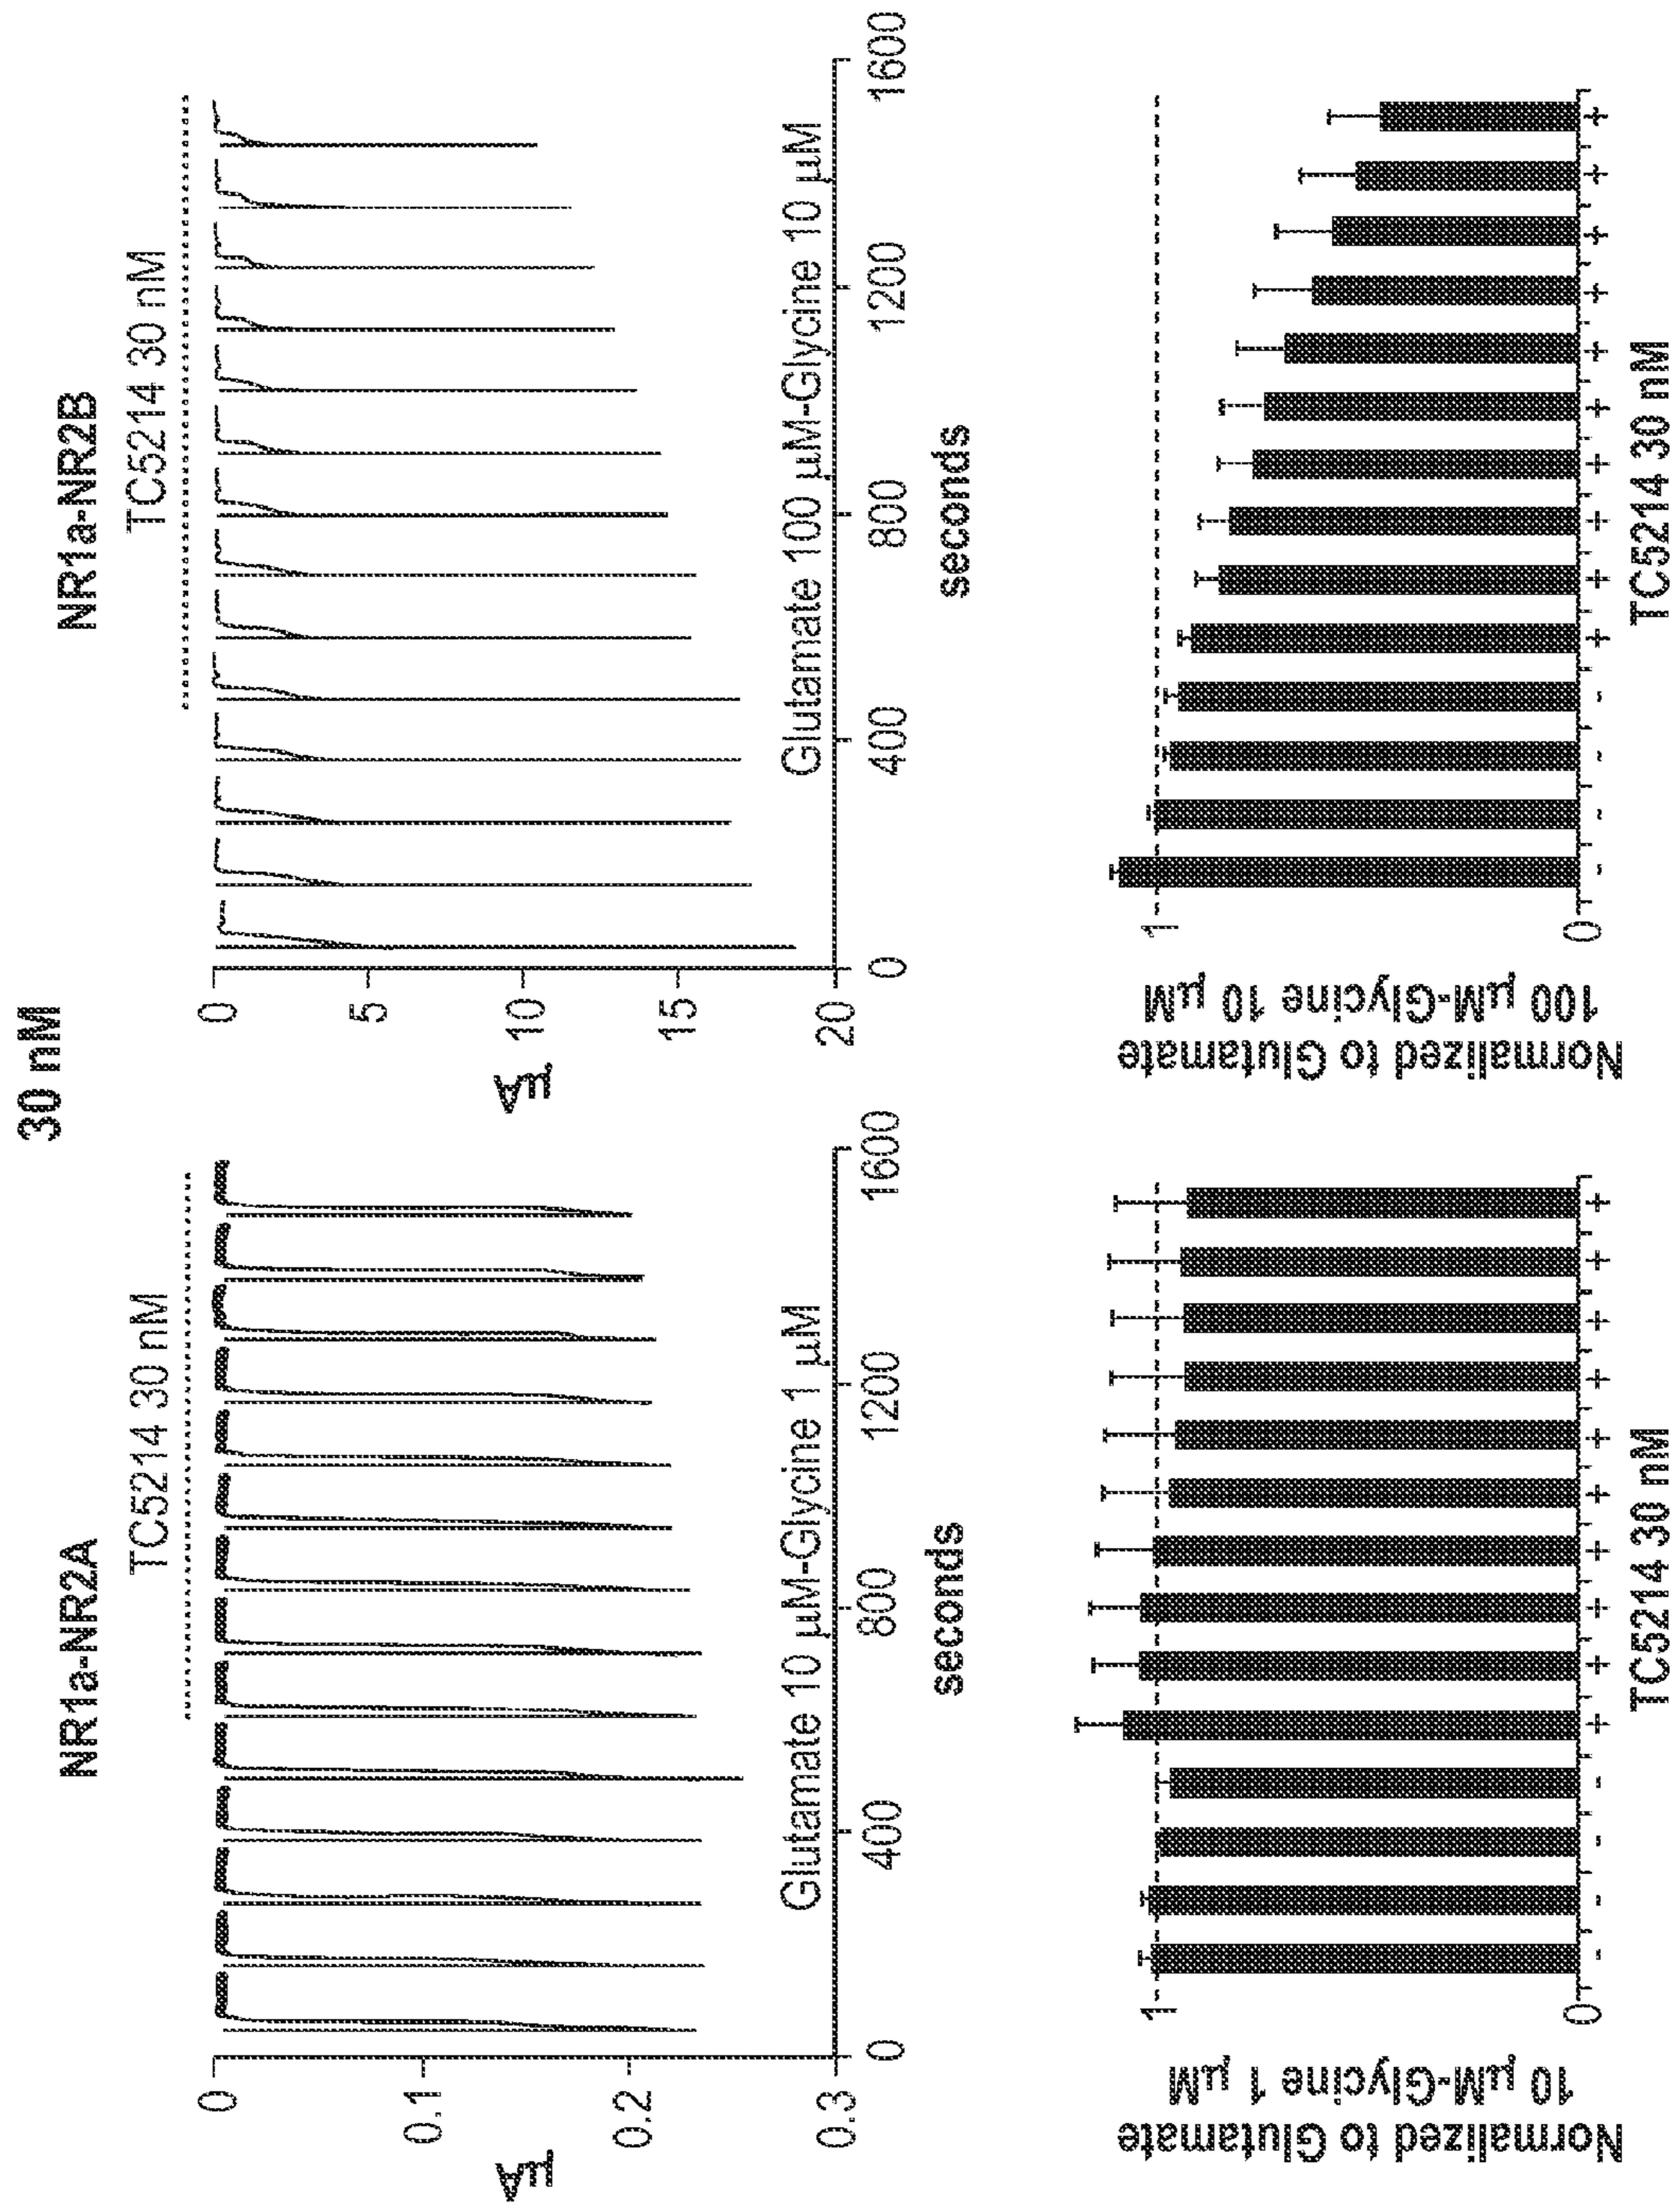 30 nM
NR1a-NR2A
TC5214 30 nM
0
0.1
0.2
0.3
µA
Glutamate 10 µM-Glycine 1 µM
0
400
800
1200
1600
seconds
NR1a-NR2B
TC5214 30 nM
0
5
10
15
20
µA
Glutamate 100 µM-Glycine 10 µM
0
400
800
1200
1600
seconds
Normalized to Glutamate
10 µM-Glycine 1 µM
1
0
- - - - + + + + + + + + + +
TC5214 30 nM
Normalized to Glutamate
100 µM-Glycine 10 µM
1
0
- - - - + + + + + + + + + +
TC5214 30 nM